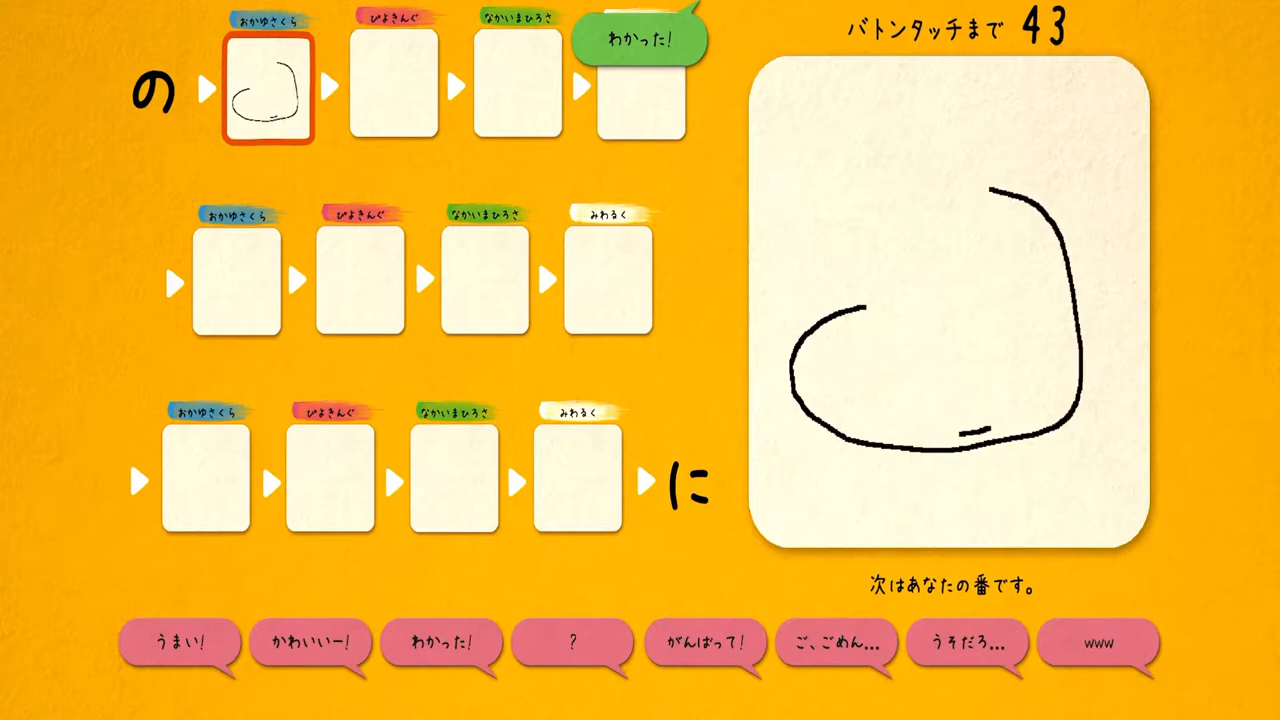 おかゆさくら
ぴよきんぐ
なかいまひろさ
わかった!
の
バトンタッチまで 43
おかゆさくら
ぴよきんぐ
なかいまひろさ
みわるく
おかゆさくら
ぴよきんぐ
なかいまひろさ
みわるく
に
次はあなたの番です。
うまい!
かわいいー!
わかった!
?
がんばって!
ご、ごめん...
うそだろ...
www